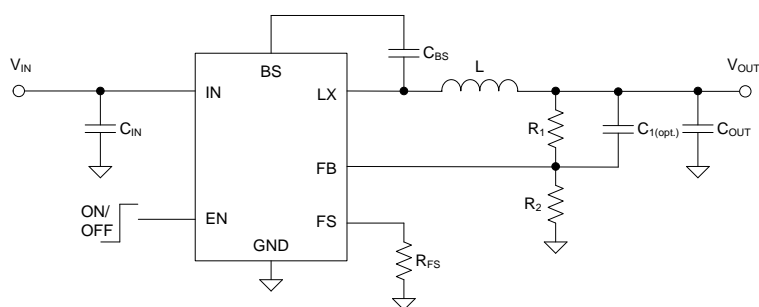 V_IN
C_IN
ON/
OFF
BS
IN
LX
FB
EN
FS
GND
C_BS
L
R_1
R_2
R_FS
C_1(opt.)
C_OUT
V_OUT